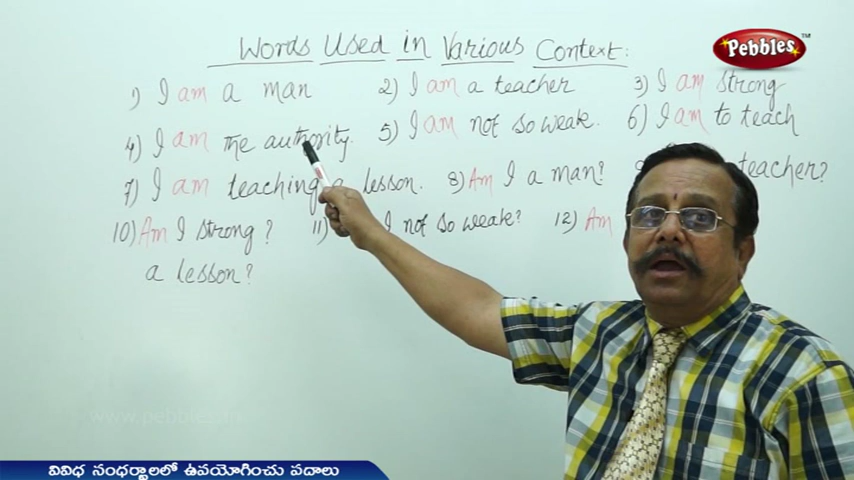 Words Used in Various Context:
Pebbles TM
1) I am a man 2) I am a teacher 3) I am strong
4) I am the authority. 5) I am not so weak. 6) I am to teach
7) I am teaching a lesson. 8) Am I a man? teacher?
10) Am I strong? 11) I not so weak? 12) Am
a lesson?
వివిధ సంధర్భాలలో ఉపయోగించు పదాలు